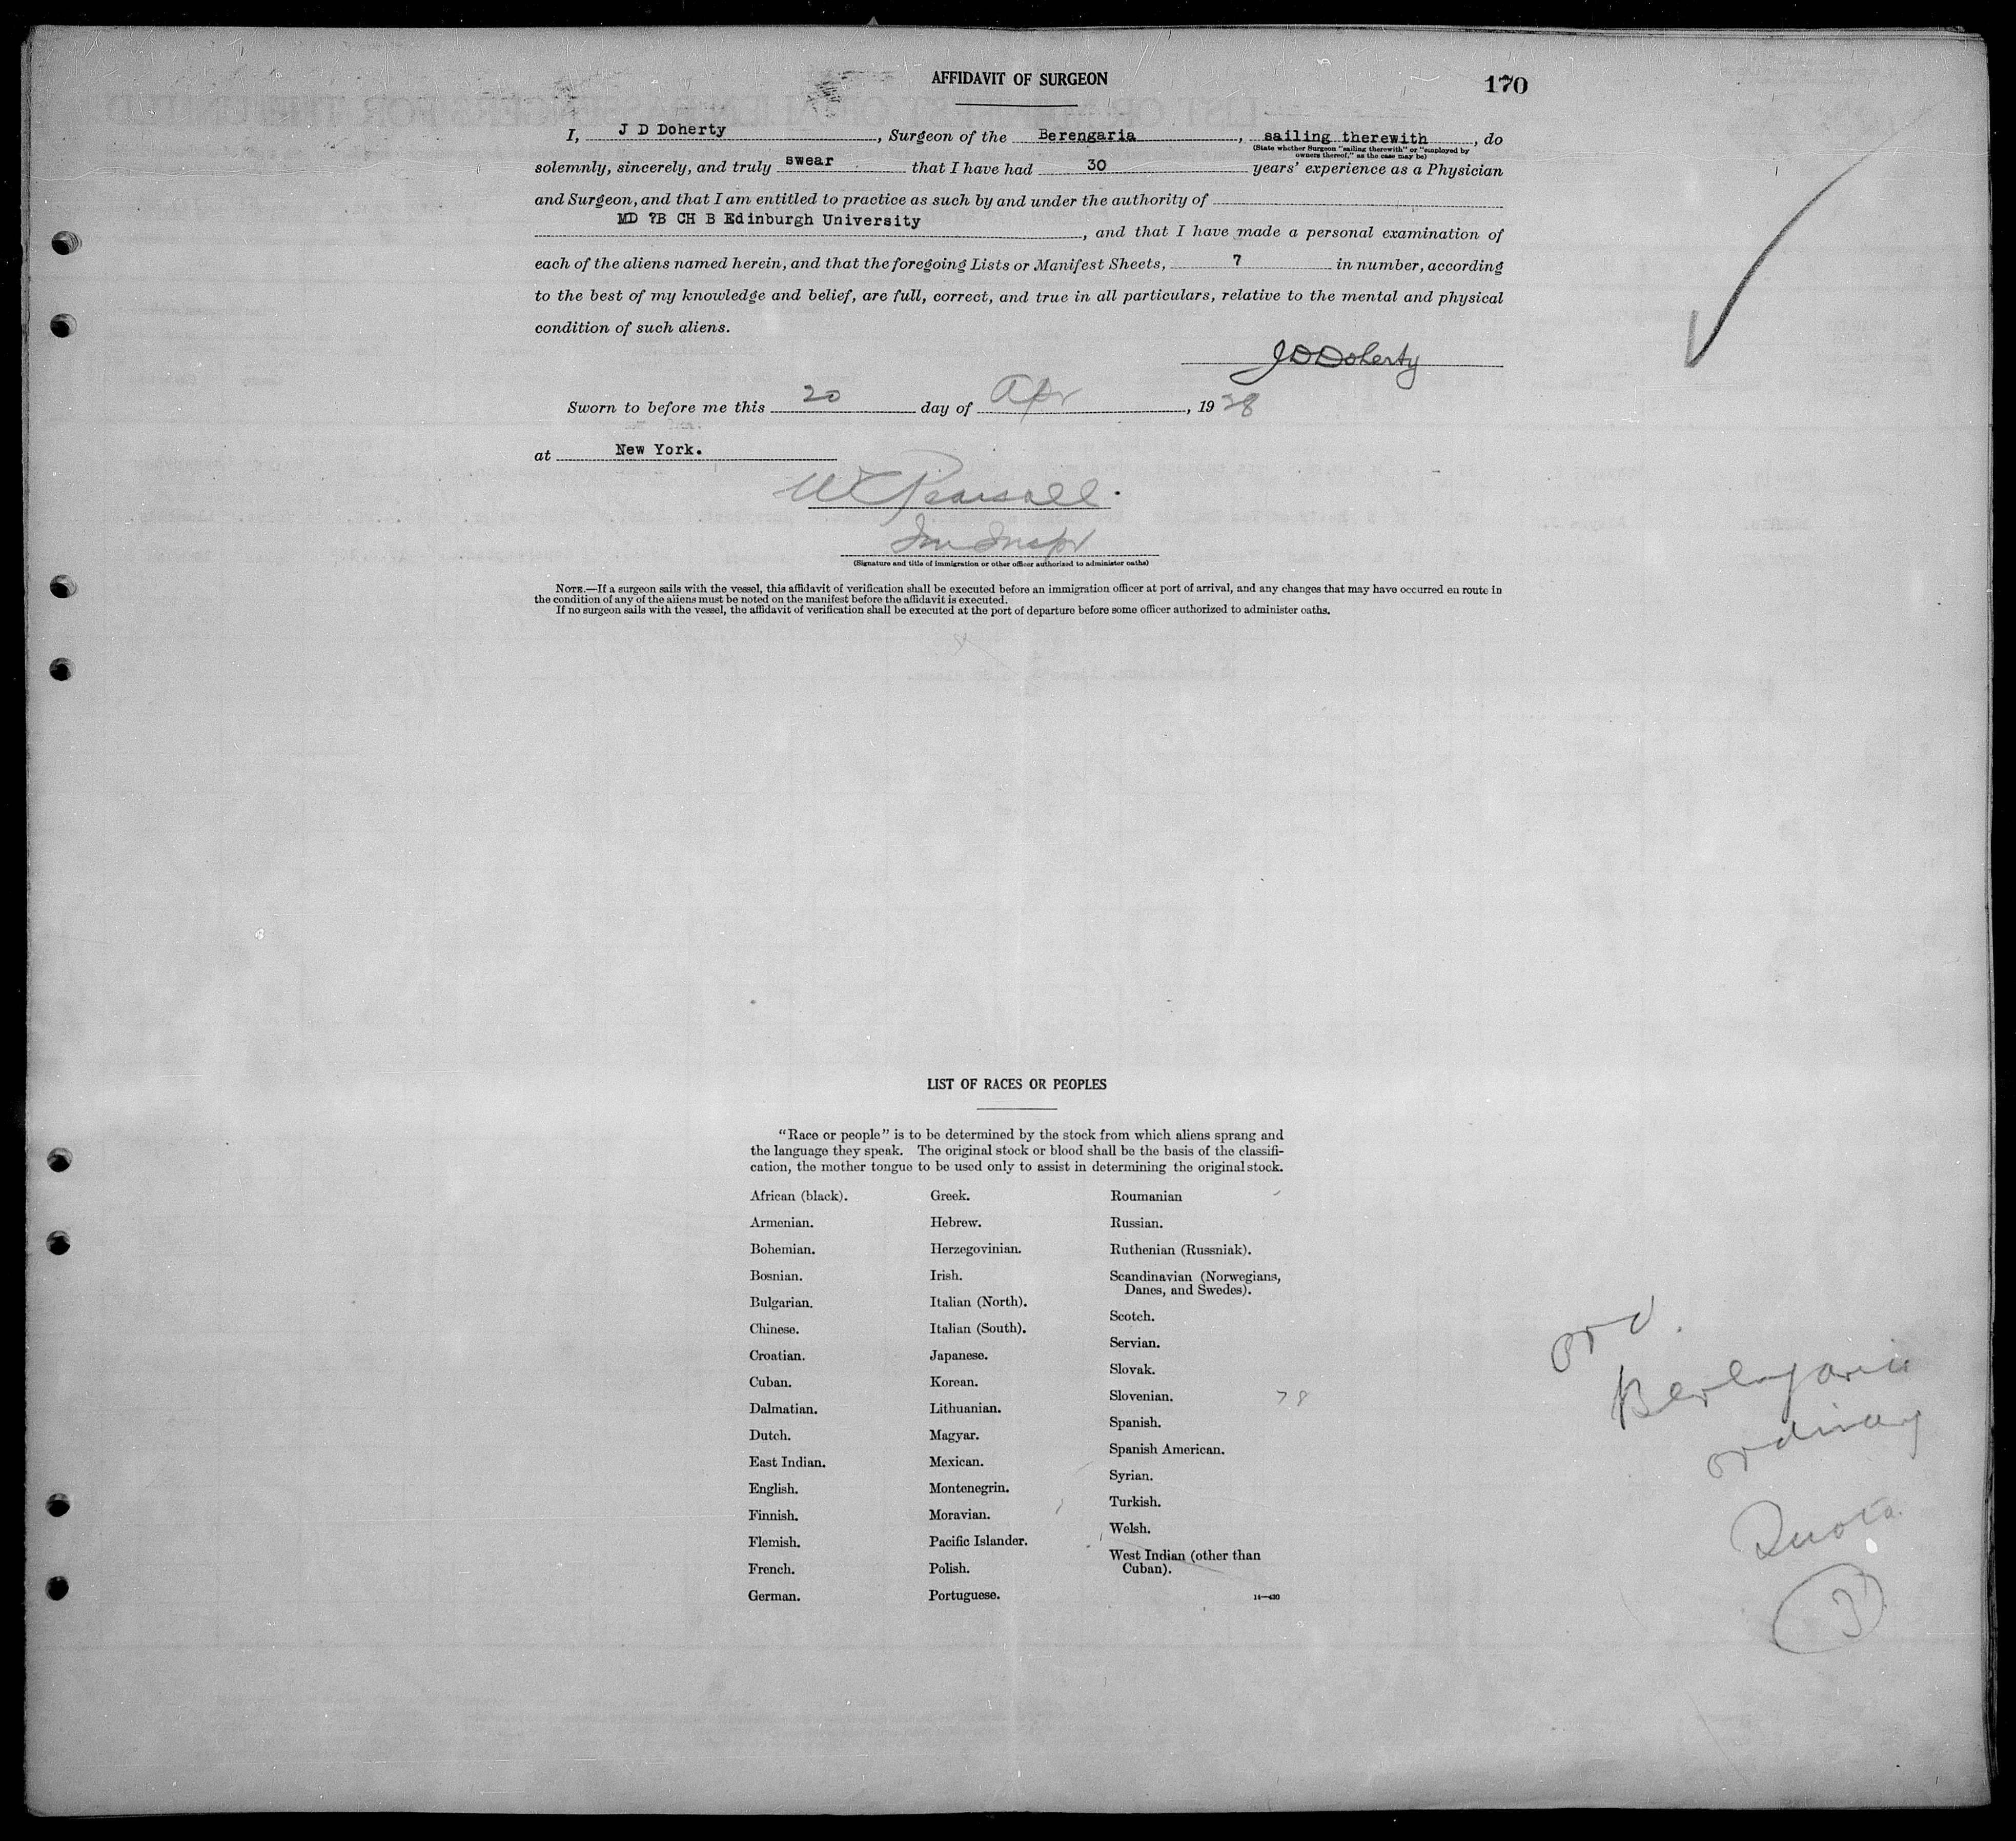 AFFIDAVIT OF SURGEON
170
I, J D Doherty, Surgeon of the Berengaria, sailing therewith, do
(State whether Surgeon "sailing therewith" or "employed by
owners thereof," as the case may be)
solemnly, sincerely, and truly swear that I have had 30 years' experience as a Physician
and Surgeon, and that I am entitled to practice as such by and under the authority of
MD ?B CH B Edinburgh University
, and that I have made a personal examination of
each of the aliens named herein, and that the foregoing Lists or Manifest Sheets, 7 in number, according
to the best of my knowledge and belief, are full, correct, and true in all particulars, relative to the mental and physical
condition of such aliens.
J D Doherty
Sworn to before me this 20 day of Apr, 1928
at New York.
W Pearsall.
Im Inspr
(Signature and title of immigration or other officer authorized to administer oaths)
NOTE.—If a surgeon sails with the vessel, this affidavit of verification shall be executed before an immigration officer at port of arrival, and any changes that may have occurred en route in
the condition of any of the aliens must be noted on the manifest before the affidavit is executed.
If no surgeon sails with the vessel, the affidavit of verification shall be executed at the port of departure before some officer authorized to administer oaths.
LIST OF RACES OR PEOPLES
"Race or people" is to be determined by the stock from which aliens sprang and
the language they speak. The original stock or blood shall be the basis of the classifi-
cation, the mother tongue to be used only to assist in determining the original stock.
African (black).
Armenian.
Bohemian.
Bosnian.
Bulgarian.
Chinese.
Croatian.
Cuban.
Dalmatian.
Dutch.
East Indian.
English.
Finnish.
Flemish.
French.
German.
Greek.
Hebrew.
Herzegovinian.
Irish.
Italian (North).
Italian (South).
Japanese.
Korean.
Lithuanian.
Magyar.
Mexican.
Montenegrin.
Moravian.
Pacific Islander.
Polish.
Portuguese.
Roumanian
Russian.
Ruthenian (Russniak).
Scandinavian (Norwegians,
Danes, and Swedes).
Scotch.
Servian.
Slovak.
Slovenian.
Spanish.
Spanish American.
Syrian.
Turkish.
Welsh.
West Indian (other than
Cuban).
14—430
78
ord.
Berengaria
ordinary
Quota
3